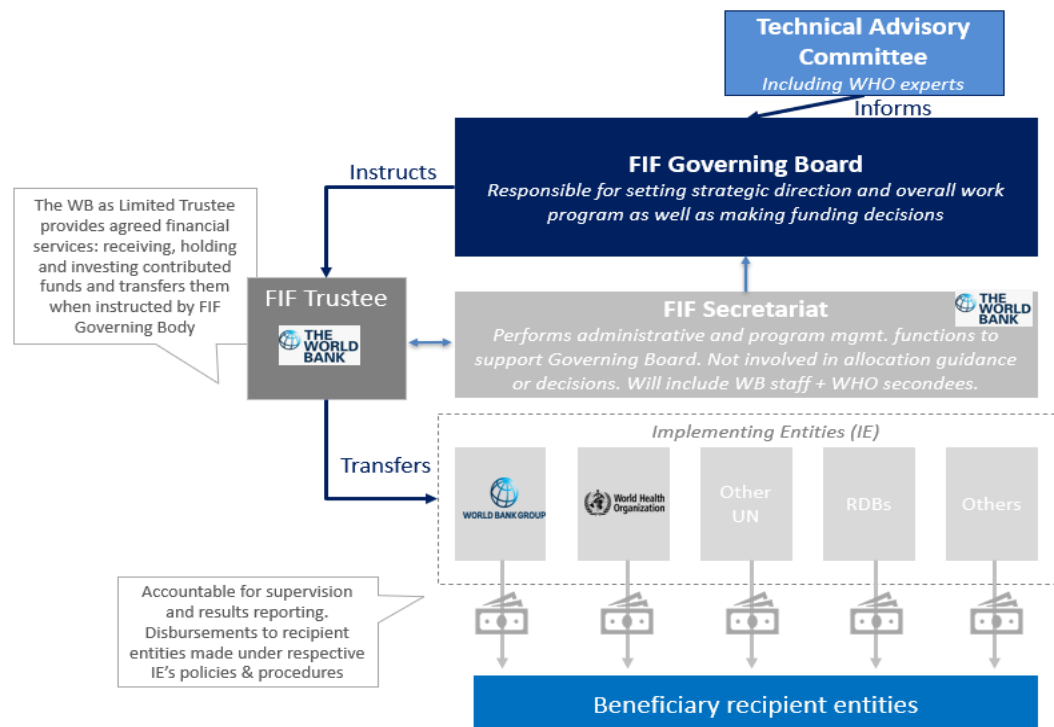 Technical Advisory
Committee
Including WHO experts
Informs
FIF Governing Board
Responsible for setting strategic direction and overall work
program as well as making funding decisions
Instructs
The WB as Limited Trustee
provides agreed financial
services: receiving, holding
and investing contributed
funds and transfers them
when instructed by FIF
Governing Body
FIF Trustee
THE
WORLD
BANK
FIF Secretariat
THE
WORLD
BANK
Performs administrative and program mgmt. functions to
support Governing Board. Not involved in allocation guidance
or decisions. Will include WB staff + WHO secondees.
Implementing Entities (IE)
Transfers
WORLD BANK GROUP
World Health
Organization
Other
UN
RDBs
Others
Accountable for supervision
and results reporting.
Disbursements to recipient
entities made under respective
IE’s policies & procedures
Beneficiary recipient entities